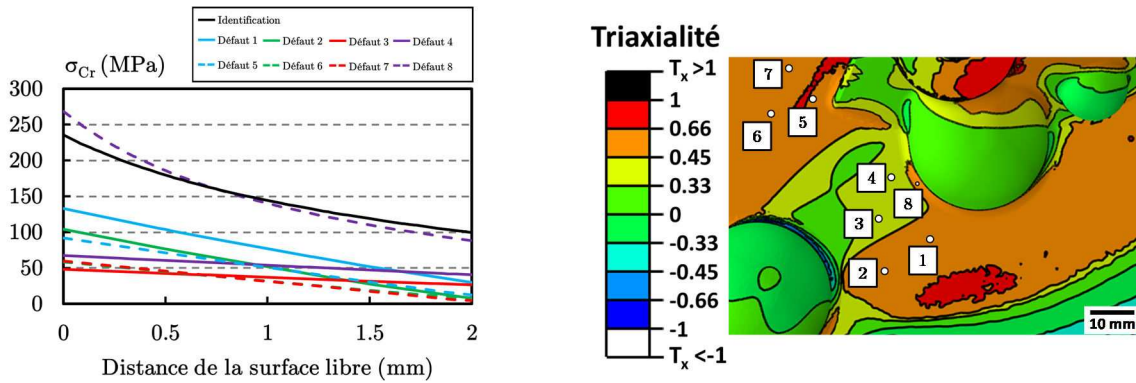 Identification
Défaut 1 Défaut 2 Défaut 3 Défaut 4
Défaut 5 Défaut 6 Défaut 7 Défaut 8
σCr (MPa)
300
250
200
150
100
50
0
0 0.5 1 1.5 2
Distance de la surface libre (mm)
Triaxialité
Tx >1
1
0.66
0.45
0.33
0
-0.33
-0.45
-0.66
-1
Tx <-1
7
6
5
4
8
3
1
2
10 mm